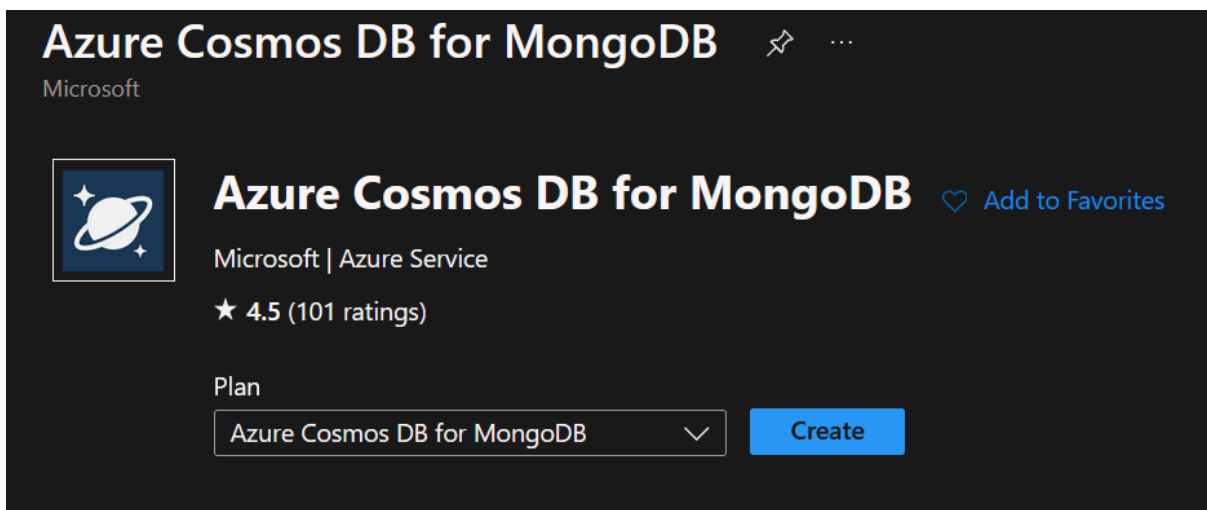 Azure Cosmos DB for MongoDB
Microsoft
Azure Cosmos DB for MongoDB
Add to Favorites
Microsoft | Azure Service
★ 4.5 (101 ratings)
Plan
Azure Cosmos DB for MongoDB
Create